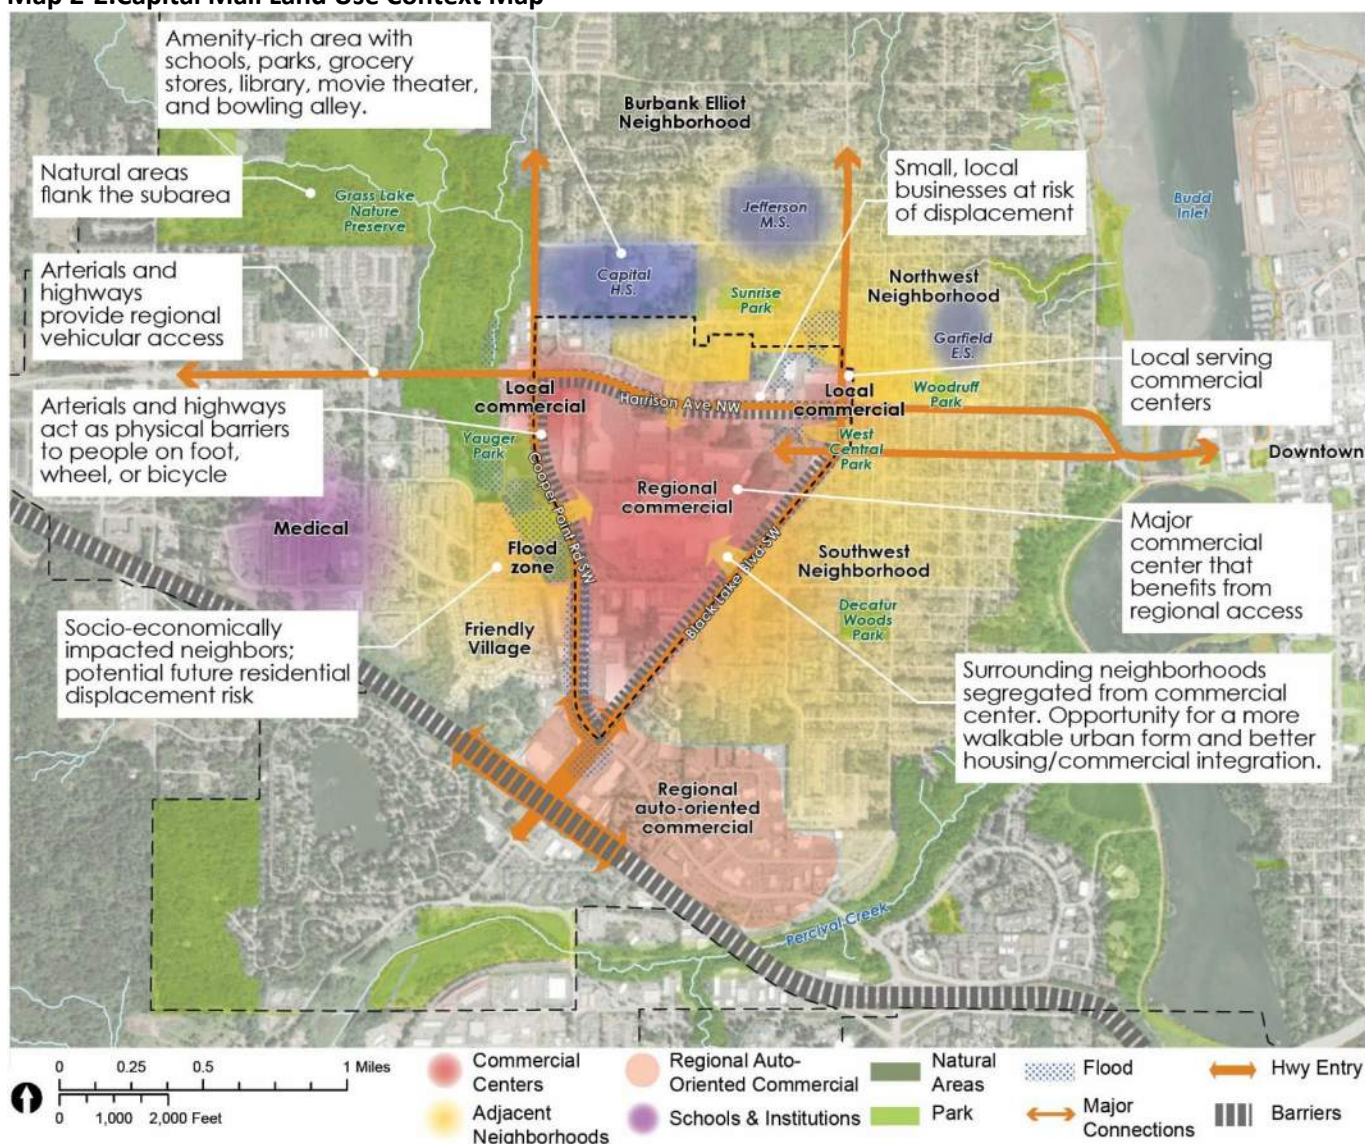 Map 2-2.Capital Mall Land Use Context Map
Amenity-rich area with
schools, parks, grocery
stores, library, movie theater,
and bowling alley.
Burbank Elliot
Neighborhood
Natural areas
flank the subarea
Grass Lake
Nature
Preserve
Jefferson
M.S.
Small, local
businesses at risk
of displacement
Budd
Inlet
Arterials and
highways
provide regional
vehicular access
Capital
H.S.
Sunrise
Park
Northwest
Neighborhood
Garfield
E.S.
Local serving
commercial
centers
Arterials and highways
act as physical barriers
to people on foot,
wheel, or bicycle
Local
commercial
Harrison Ave NW
Local
commercial
Woodruff
Park
Yauger
Park
West
Central
Park
Downtown
Cooper Point Rd SW
Regional
commercial
Medical
Flood
zone
Black Lake Blvd SW
Southwest
Neighborhood
Major
commercial
center that
benefits from
regional access
Decatur
Woods
Park
Socio-economically
impacted neighbors;
potential future residential
displacement risk
Friendly
Village
Surrounding neighborhoods
segregated from commercial
center. Opportunity for a more
walkable urban form and better
housing/commercial integration.
Regional
auto-oriented
commercial
Percival Creek
0 0.25 0.5 1 Miles
0 1,000 2,000 Feet
Commercial
Centers
Adjacent
Neighborhoods
Regional Auto-
Oriented Commercial
Schools & Institutions
Natural
Areas
Park
Flood
Major
Connections
Hwy Entry
Barriers